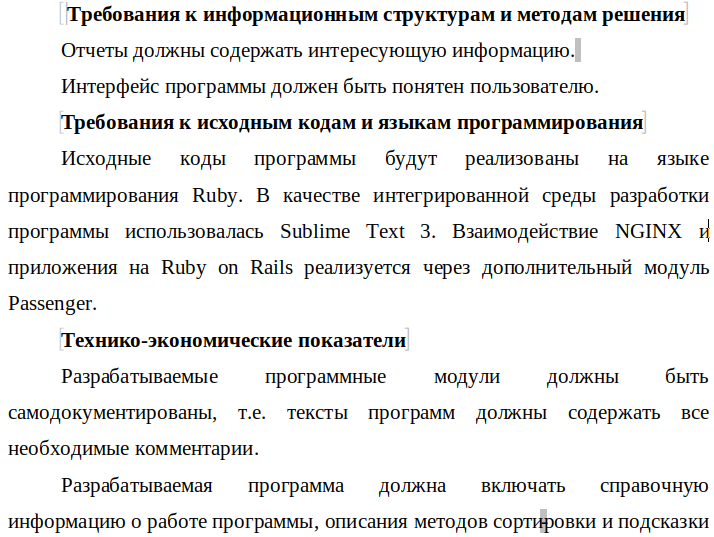 Требования к информационным структурам и методам решения
Отчеты должны содержать интересующую информацию.
Интерфейс программы должен быть понятен пользователю.
Требования к исходным кодам и языкам программирования
Исходные коды программы будут реализованы на языке
программирования Ruby. В качестве интегрированной среды разработки
программы использовалась Sublime Text 3. Взаимодействие NGINX и
приложения на Ruby on Rails реализуется через дополнительный модуль
Passenger.
Технико-экономические показатели
Разрабатываемые программные модули должны быть
самодокументированы, т.е. тексты программ должны содержать все
необходимые комментарии.
Разрабатываемая программа должна включать справочную
информацию о работе программы, описания методов сортировки и подсказки